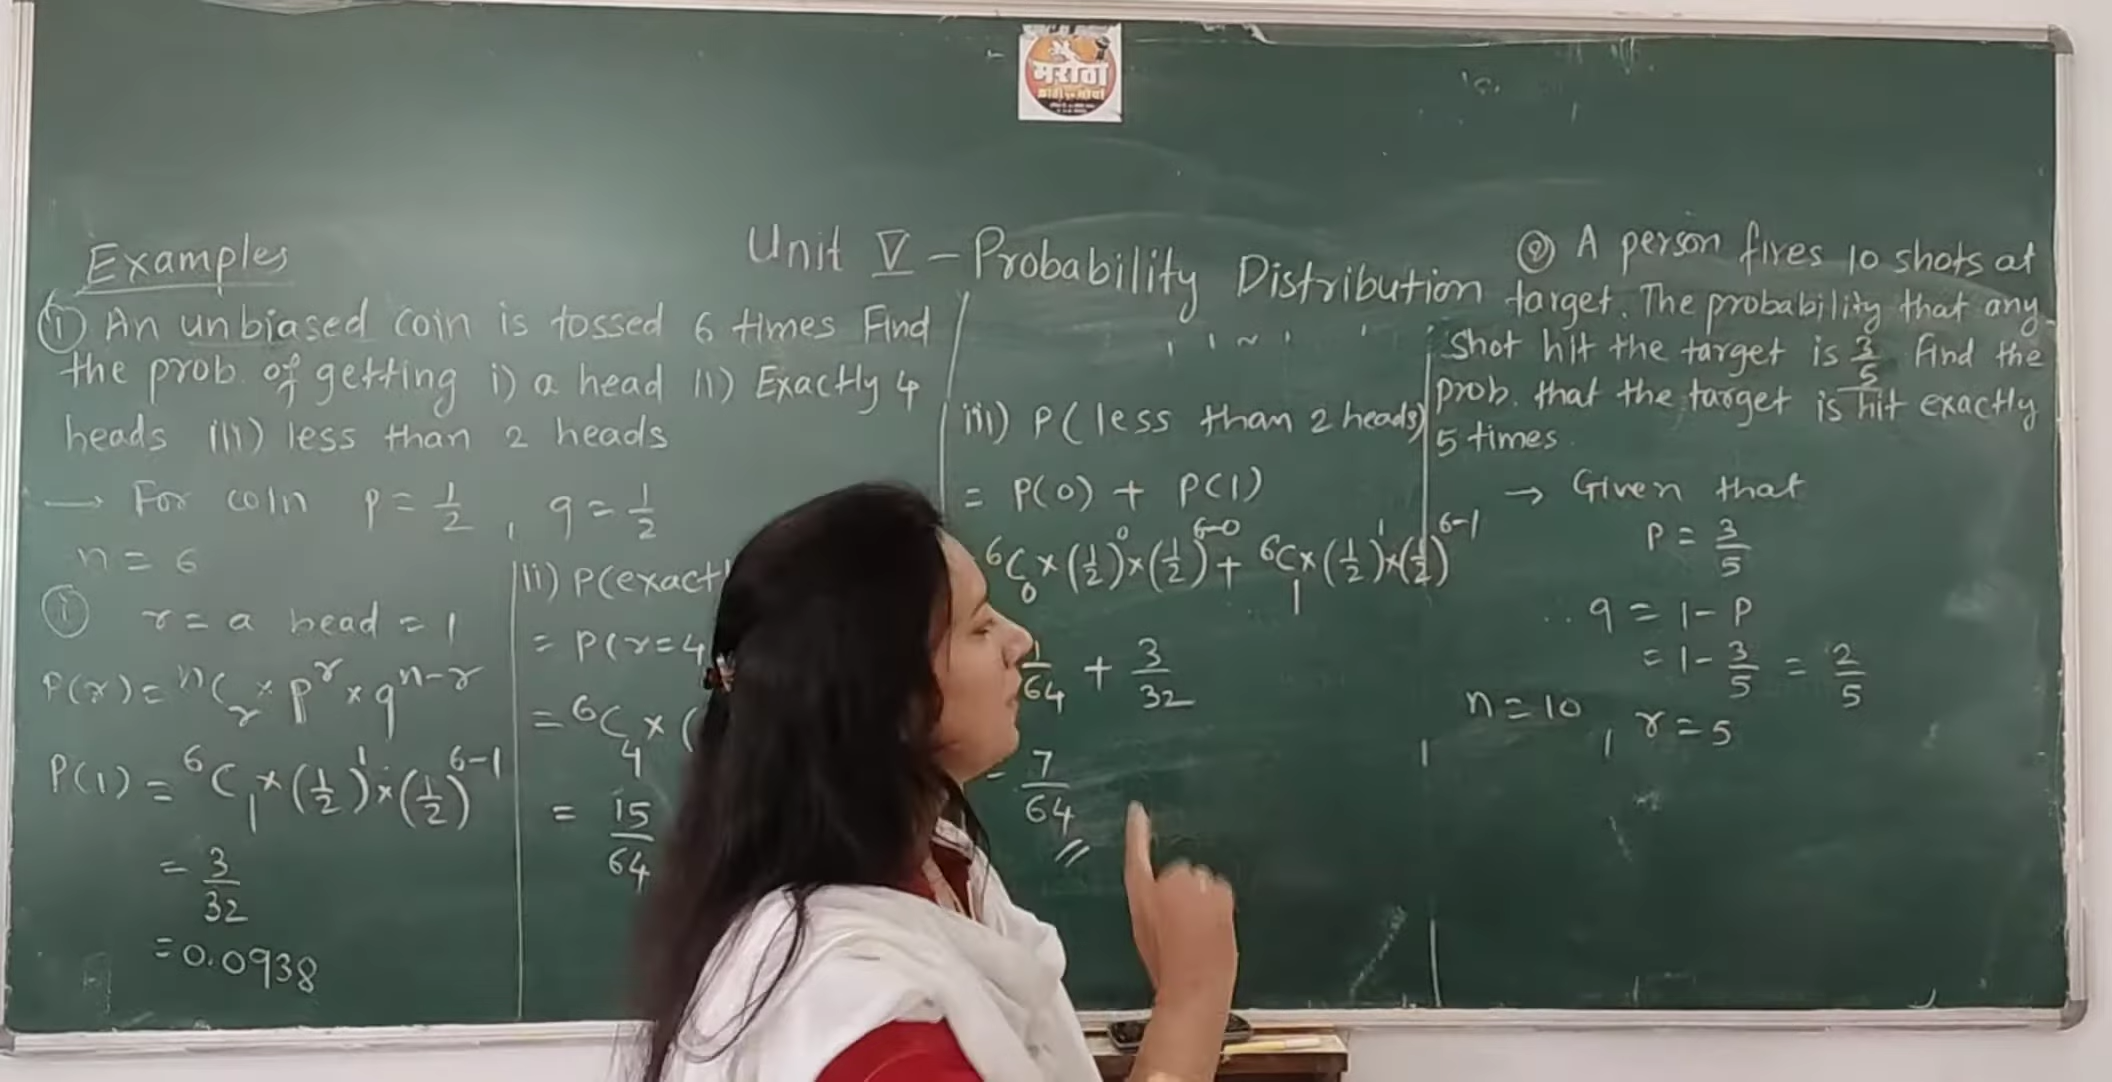 मराठा
Unit V – Probability Distribution
Examples
① An unbiased coin is tossed 6 times Find
the prob. of getting i) a head ii) Exactly 4
heads iii) less than 2 heads
→ For coin p = 1/2 , q = 1/2
n = 6
① r = a head = 1
P(r) = nCr × p^r × q^n-r
P(1) = 6C1 × (1/2)^1 × (1/2)^6-1
= 3/32
= 0.0938
ii) P(exactl
= P(r=4
= 6C4 × (
= 15/64
iii) P(less than 2 heads)
= P(0) + P(1)
6C0 × (1/2)^0 × (1/2)^6-0 + 6C1 × (1/2)^1 × (1/2)^6-1
1/64 + 3/32
= 7/64
② A person fires 10 shots at
target. The probability that any
shot hit the target is 3/5 find the
prob. that the target is hit exactly
5 times.
→ Given that
p = 3/5
∴ q = 1 - p
= 1 - 3/5 = 2/5
n = 10 , r = 5